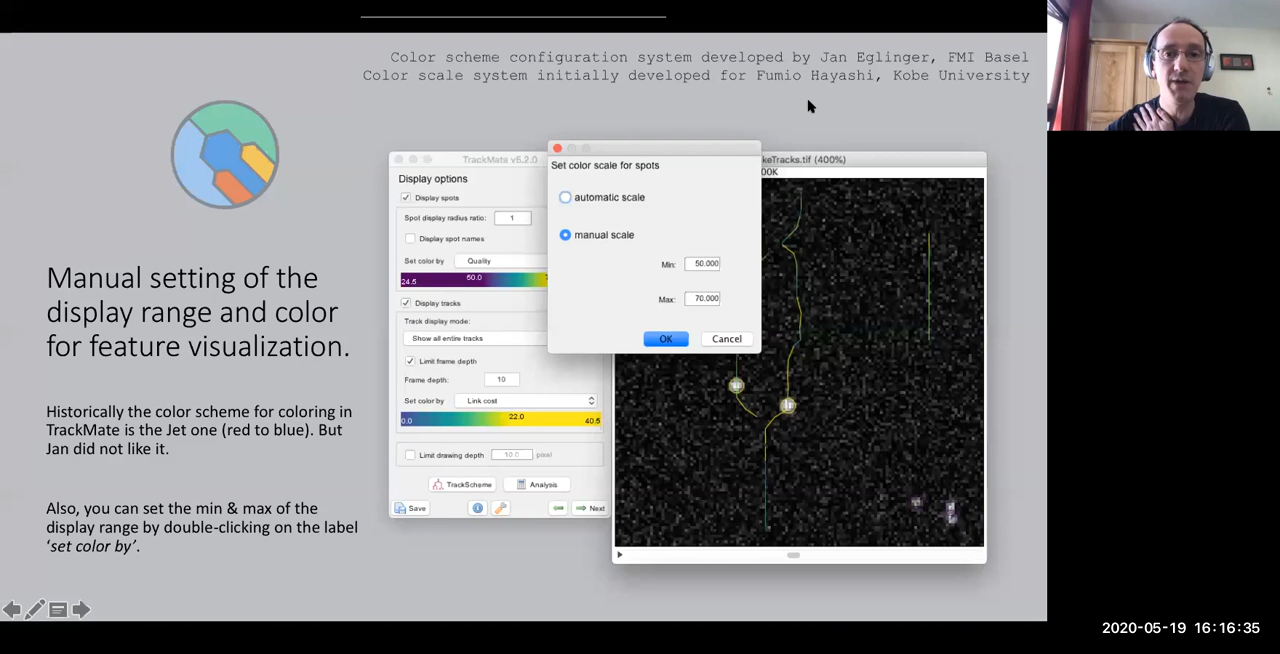 Color scheme configuration system developed by Jan Eglinger, FMI Basel
Color scale system initially developed for Fumio Hayashi, Kobe University
Manual setting of the
display range and color
for feature visualization.
Historically the color scheme for coloring in
TrackMate is the Jet one (red to blue). But
Jan did not like it.
Also, you can set the min & max of the
display range by double-clicking on the label
‘set color by’.
TrackMate v5.2.0
Display options
Display spots
Spot display radius ratio: 1
Display spot names
Set color by Quality
24.5 50.0
Display tracks
Track display mode:
Show all entire tracks
Limit frame depth
Frame depth: 10
Set color by Link cost
0.0 22.0 40.5
Limit drawing depth 10.0 pixel
TrackScheme Analysis
Save Next
Set color scale for spots
automatic scale
manual scale
Min: 50.000
Max: 70.000
OK Cancel
keTracks.tif (400%)
00K
2020-05-19 16:16:35